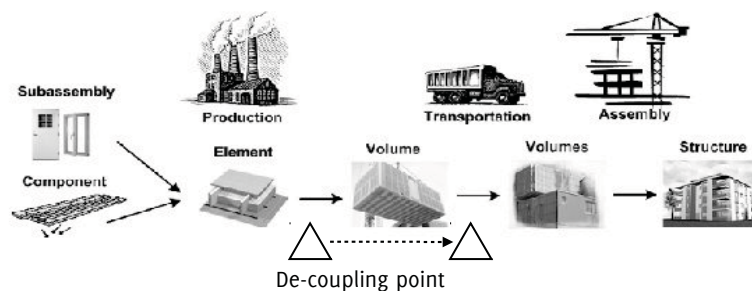 Subassembly
Production
Transportation
Assembly
Component
Element
Volume
Volumes
Structure
De-coupling point